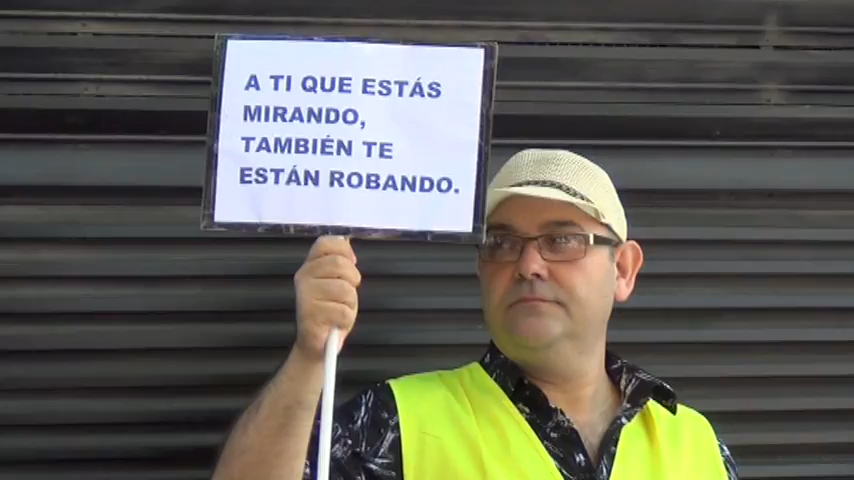 A TI QUE ESTÁS
MIRANDO,
TAMBIÉN TE
ESTÁN ROBANDO.